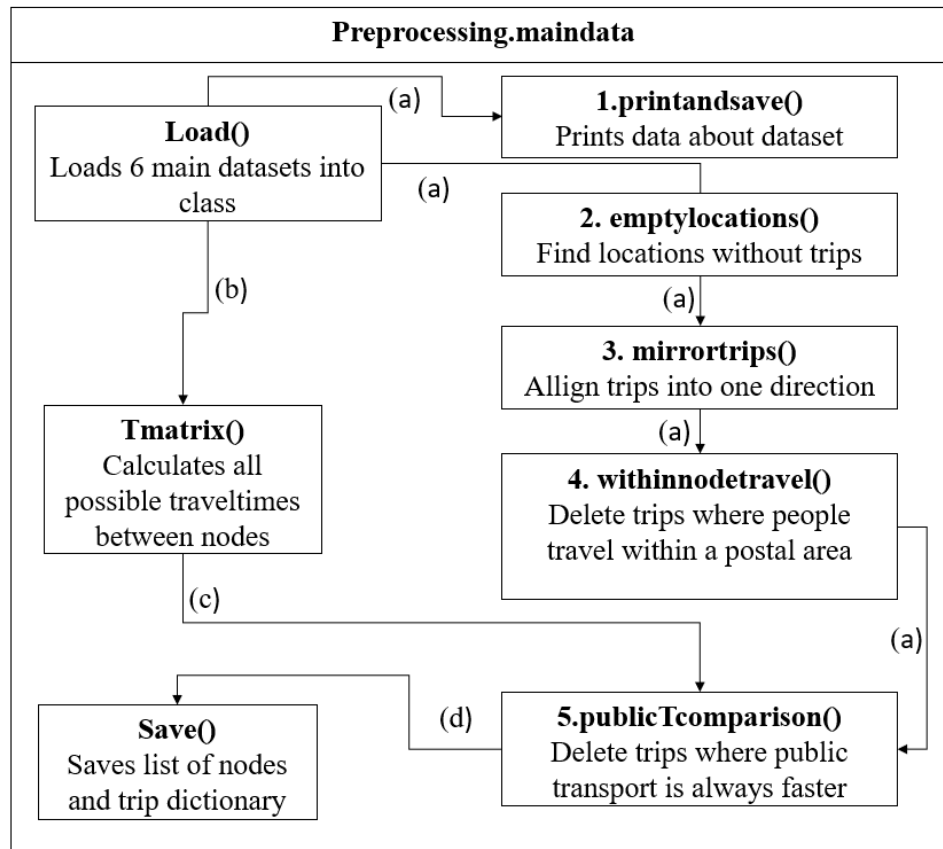 Preprocessing.maindata
(a)
1.printandsave()
Prints data about dataset
Load()
Loads 6 main datasets into
class
(a)
2. emptylocations()
Find locations without trips
(b)
(a)
3. mirrortrips()
Allign trips into one direction
(a)
Tmatrix()
Calculates all
possible traveltimes
between nodes
4. withinnodetravel()
Delete trips where people
travel within a postal area
(c)
(a)
Save()
Saves list of nodes
and trip dictionary
(d)
5.publicTcomparison()
Delete trips where public
transport is always faster